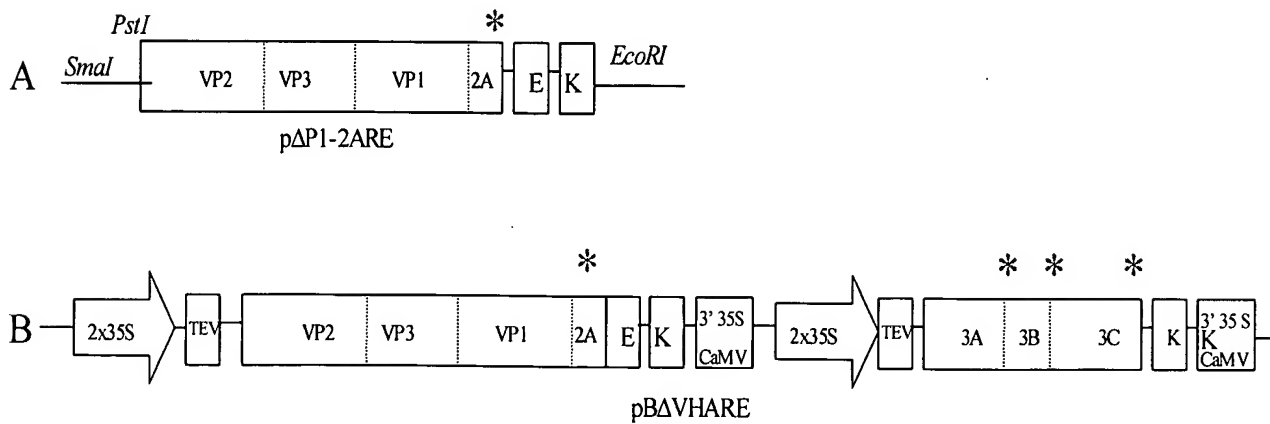 PstI *
A SmaI VP2 VP3 VP1 2A E K EcoRI
pΔP1-2ARE
* * * *
B 2x35S TEV VP2 VP3 VP1 2A E K 3' 35S CaMV 2x35S TEV 3A 3B 3C K 3' 35 S K CaMV
pBΔVHARE